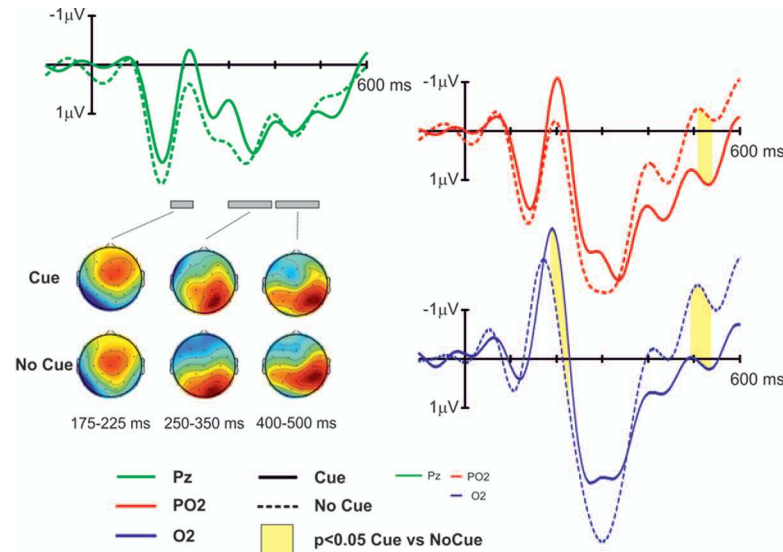 -1µV
600 ms
1µV
-1µV
600 ms
1µV
Cue
No Cue
175-225 ms 250-350 ms 400-500 ms
-1µV
600 ms
1µV
Pz
PO2
O2
Cue
No Cue
p<0.05 Cue vs NoCue
Pz PO2
O2